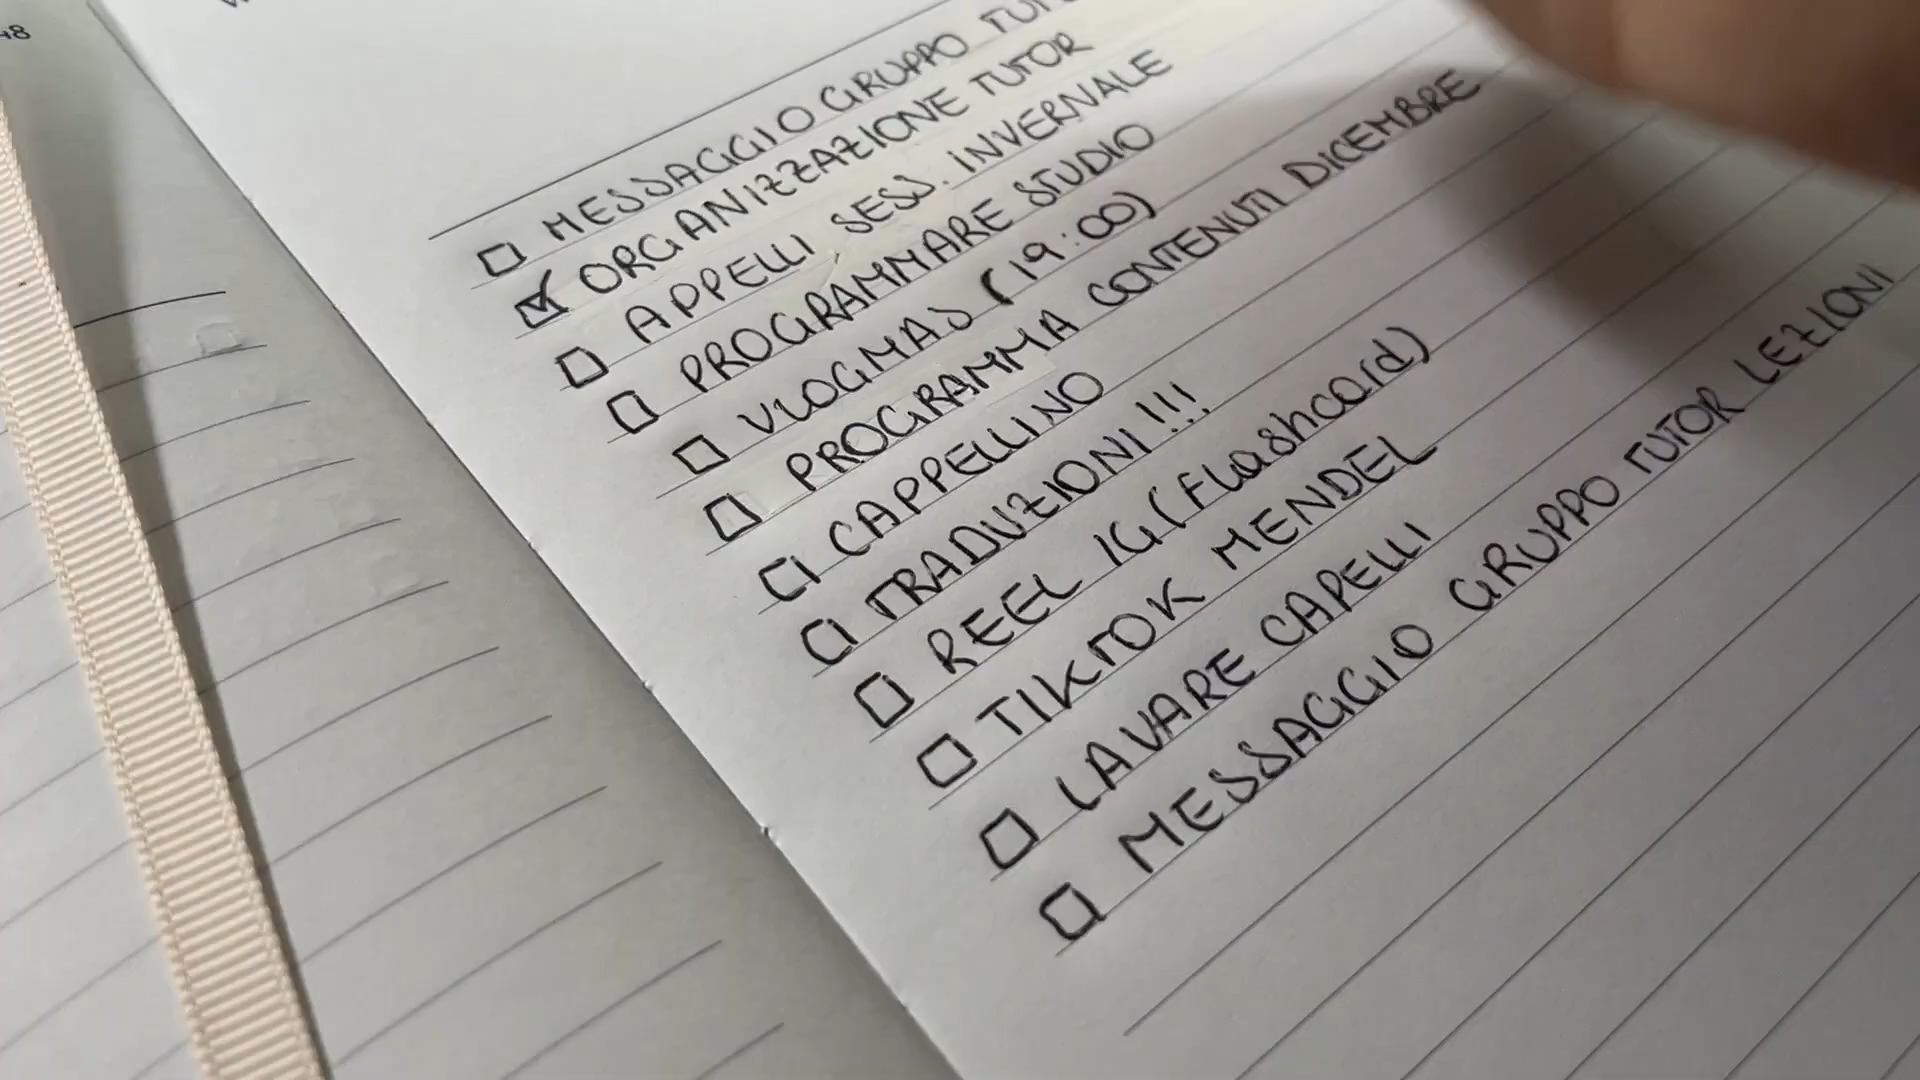 48
MESSAGGIO GRUPPO
ORGANIZZAZIONE TUTOR
APPELLI SESS. INVERNALE
PROGRAMMARE STUDIO
VLOGMAS (19:00)
PROGRAMMA CONTENUTI DICEMBRE
CAPPELLINO
TRADUZIONI!!!
REEL IG (flashcard)
TIKTOK MENDEL
LAVARE CAPELLI
MESSAGGIO GRUPPO TUTOR LEZIONI